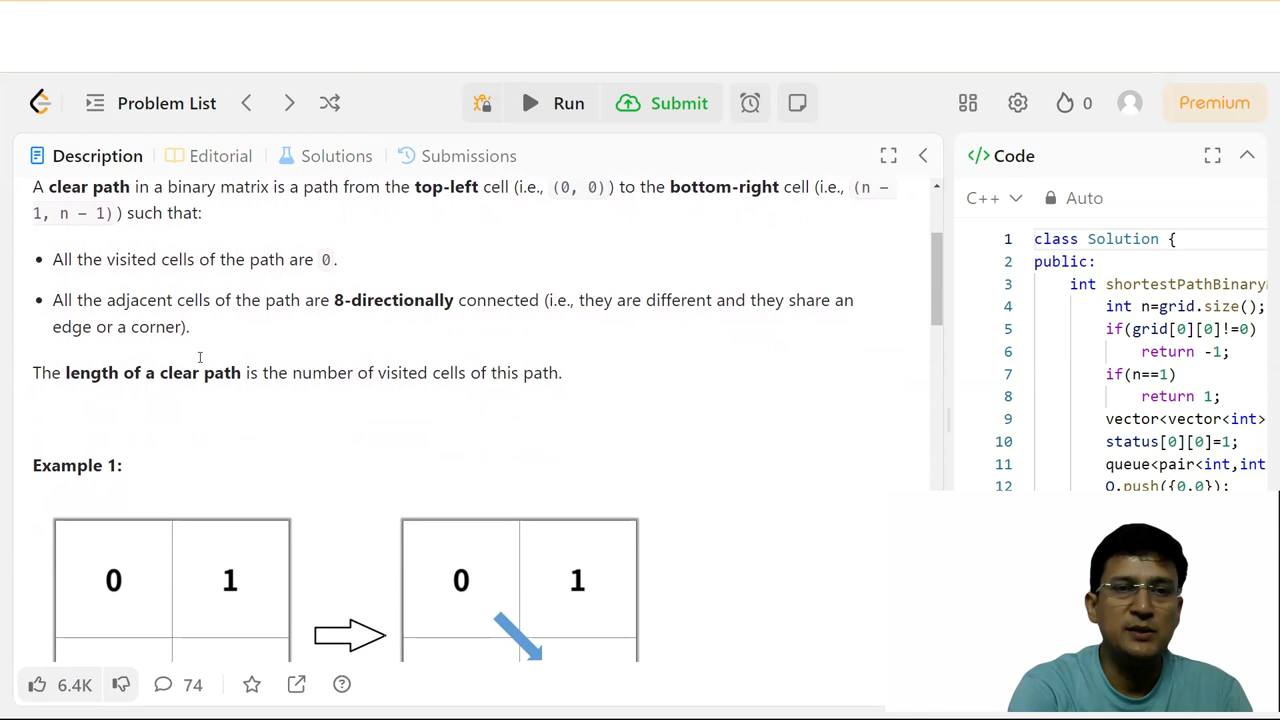 Problem List
Run
Submit
0
Premium
Description
Editorial
Solutions
Submissions
</> Code
C++
Auto
A clear path in a binary matrix is a path from the top-left cell (i.e., (0, 0)) to the bottom-right cell (i.e., (n -
1, n - 1)) such that:
• All the visited cells of the path are 0.
• All the adjacent cells of the path are 8-directionally connected (i.e., they are different and they share an
edge or a corner).
The length of a clear path is the number of visited cells of this path.
Example 1:
0 1
0 1
6.4K
74
1 class Solution {
2 public:
3 int shortestPathBinary
4 int n=grid.size();
5 if(grid[0][0]!=0)
6 return -1;
7 if(n==1)
8 return 1;
9 vector<vector<int>
10 status[0][0]=1;
11 queue<pair<int,int
12 Q.push({0,0});